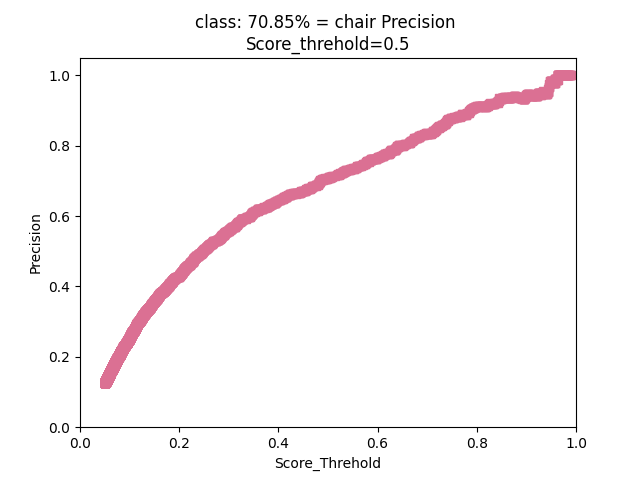 class: 70.85% = chair Precision
Score_threhold=0.5
Precision
1.0
0.8
0.6
0.4
0.2
0.0
0.0 0.2 0.4 0.6 0.8 1.0
Score_Threhold